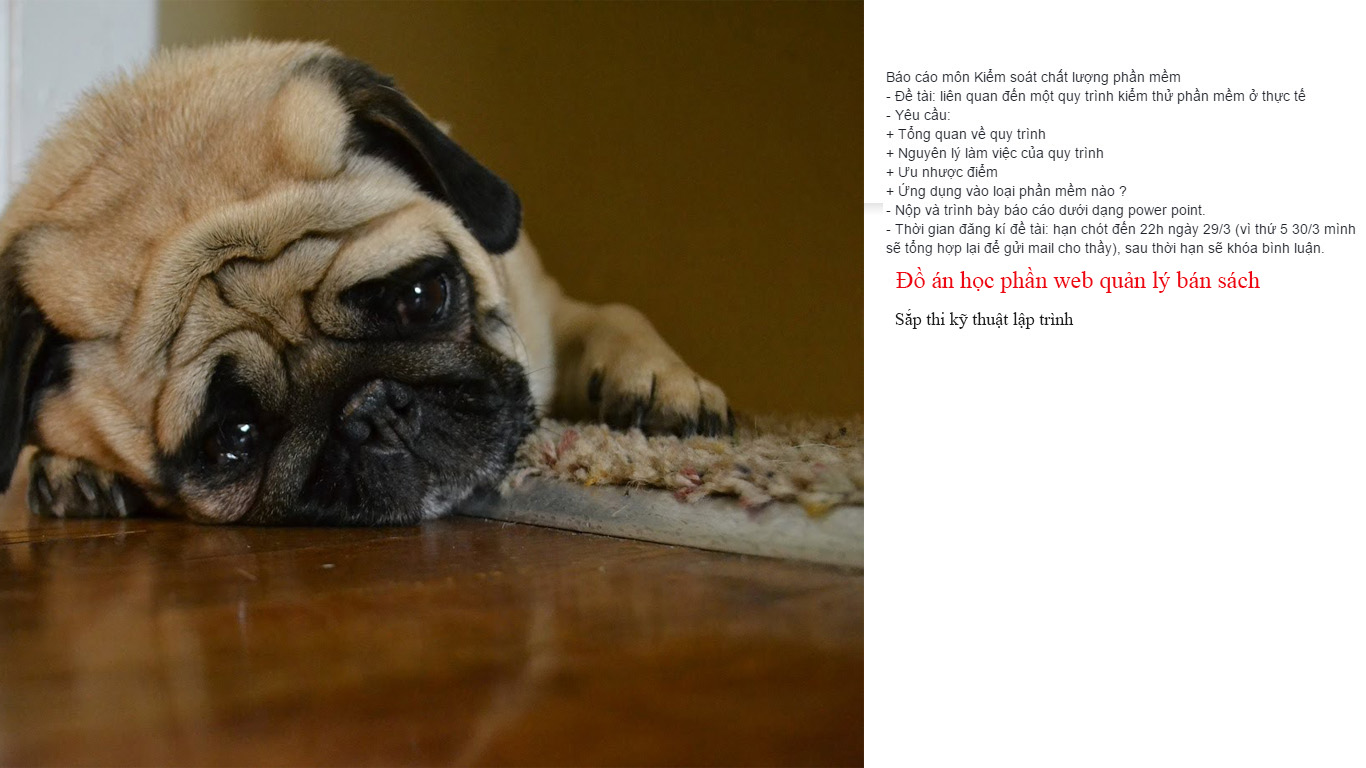 Báo cáo môn Kiểm soát chất lượng phần mềm
- Đề tài: liên quan đến một quy trình kiểm thử phần mềm ở thực tế
- Yêu cầu:
+ Tổng quan về quy trình
+ Nguyên lý làm việc của quy trình
+ Ưu nhược điểm
+ Ứng dụng vào loại phần mềm nào ?
- Nộp và trình bày báo cáo dưới dạng power point.
- Thời gian đăng kí đề tài: hạn chót đến 22h ngày 29/3 (vì thứ 5 30/3 mình
sẽ tổng hợp lại để gửi mail cho thầy), sau thời hạn sẽ khóa bình luận.
Đồ án học phần web quản lý bán sách
Sắp thi kỹ thuật lập trình